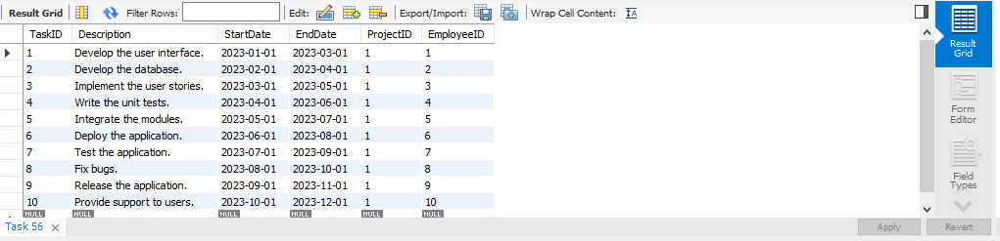 Result Grid Filter Rows: Edit: Export/Import: Wrap Cell Content: IA
TaskID Description StartDate EndDate ProjectID EmployeeID
1 Develop the user interface. 2023-01-01 2023-03-01 1 1
2 Develop the database. 2023-02-01 2023-04-01 1 2
3 Implement the user stories. 2023-03-01 2023-05-01 1 3
4 Write the unit tests. 2023-04-01 2023-06-01 1 4
5 Integrate the modules. 2023-05-01 2023-07-01 1 5
6 Deploy the application. 2023-06-01 2023-08-01 1 6
7 Test the application. 2023-07-01 2023-09-01 1 7
8 Fix bugs. 2023-08-01 2023-10-01 1 8
9 Release the application. 2023-09-01 2023-11-01 1 9
10 Provide support to users. 2023-10-01 2023-12-01 1 10
NULL NULL NULL NULL NULL NULL
Task 56
Apply Revert
Result
Grid
Form
Editor
Field
Types